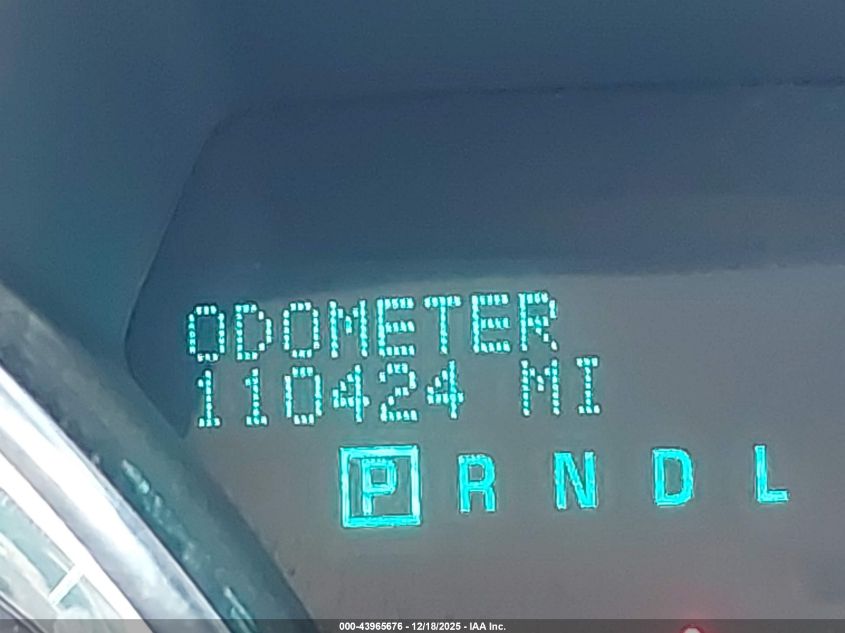 ODOMETER
110424 MI
P R N D L
000-43965676 - 12/18/2025 - IAA Inc.